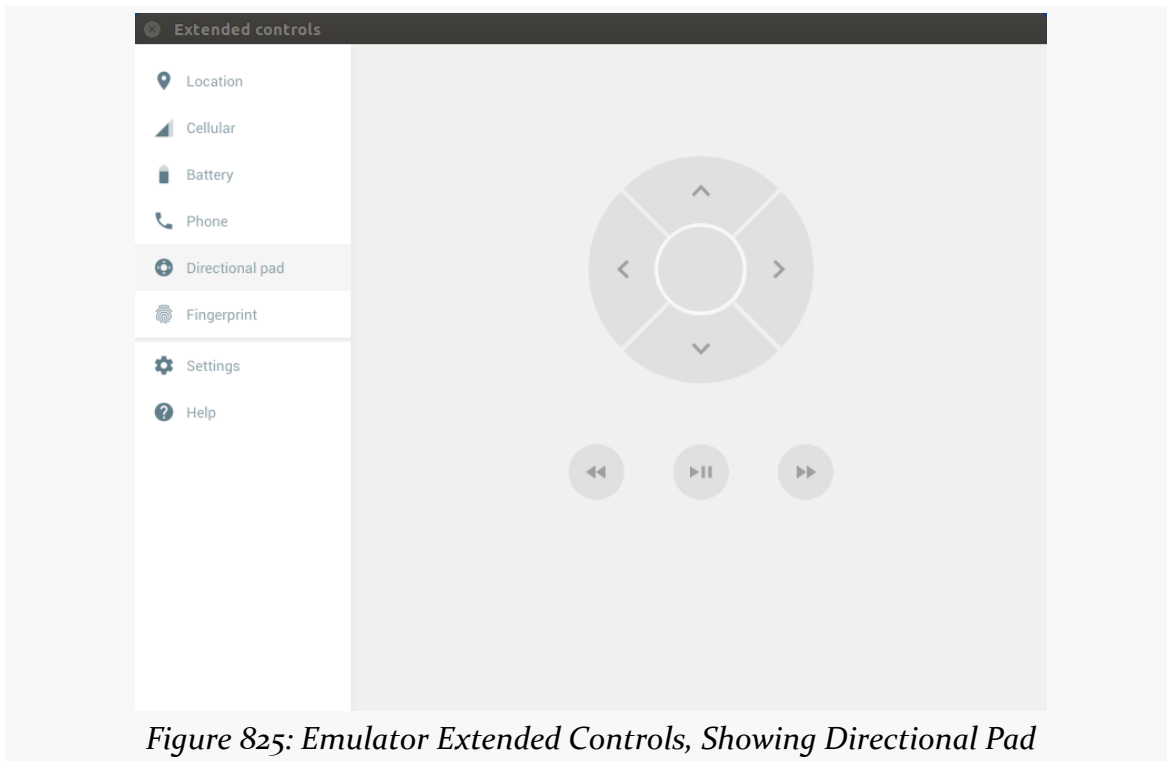 Extended controls
Location
Cellular
Battery
Phone
Directional pad
Fingerprint
Settings
Help
Figure 825: Emulator Extended Controls, Showing Directional Pad